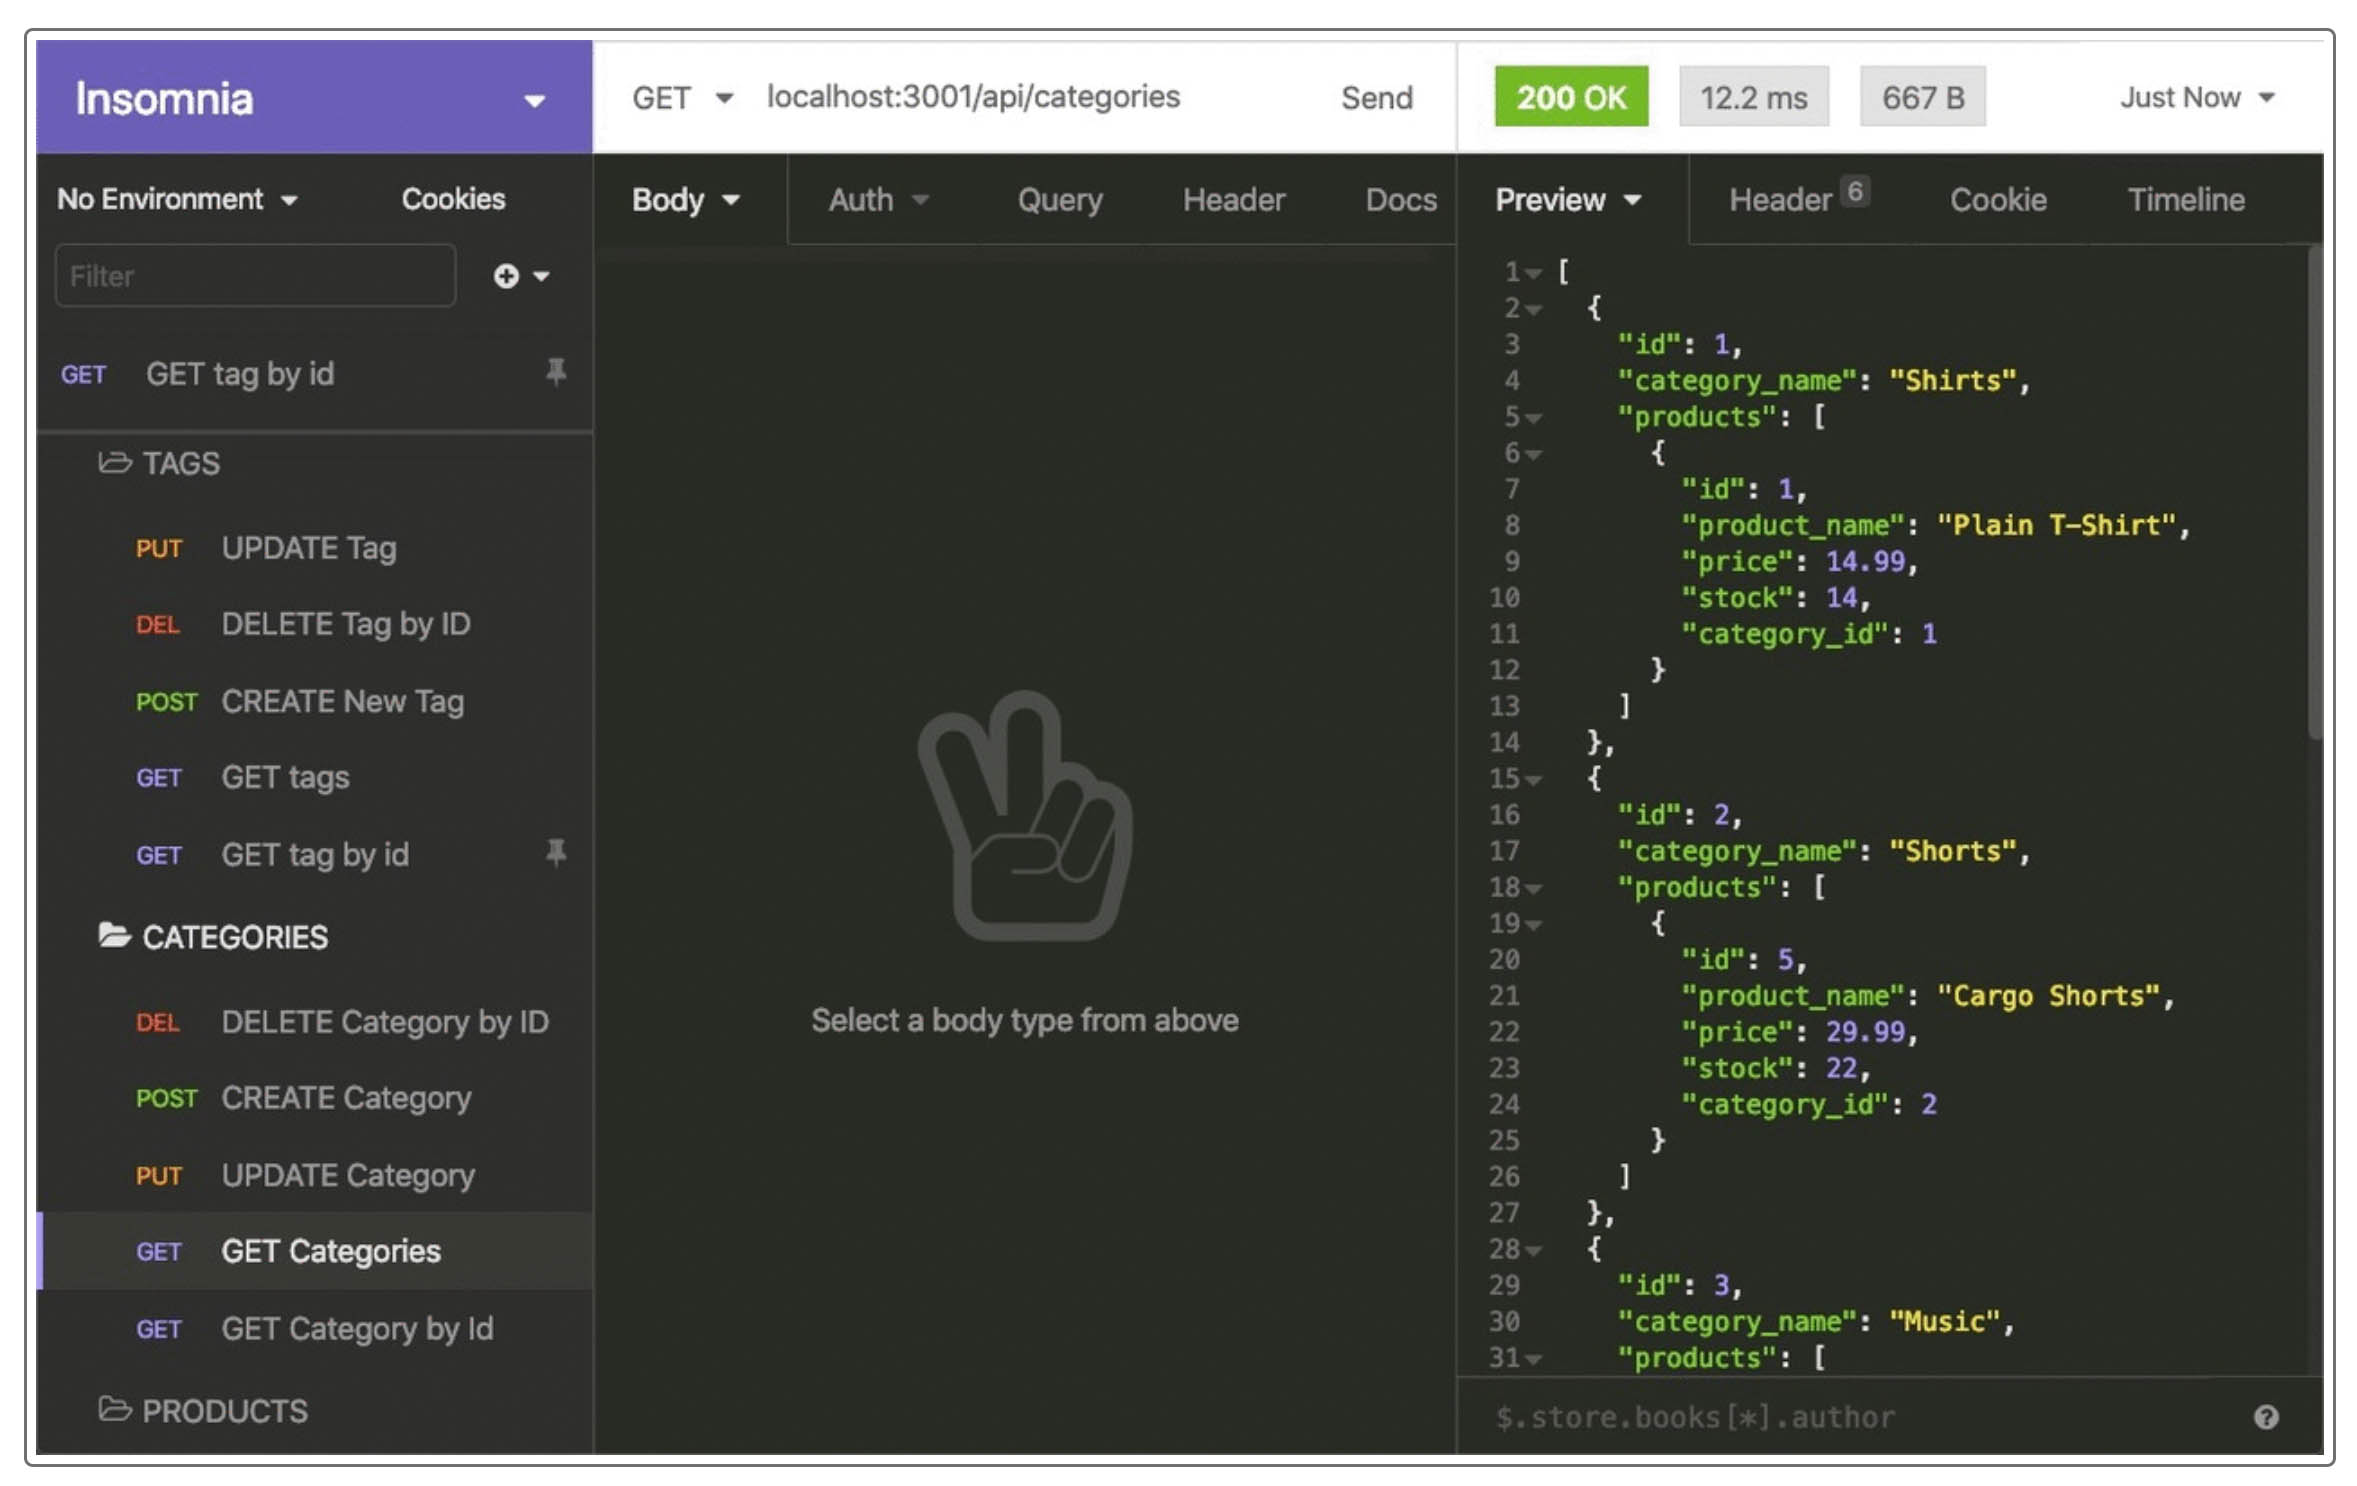 Insomnia
GET localhost:3001/api/categories Send
200 OK 12.2 ms 667 B Just Now
No Environment Cookies
Filter
GET GET tag by id
TAGS
PUT UPDATE Tag
DEL DELETE Tag by ID
POST CREATE New Tag
GET GET tags
GET GET tag by id
CATEGORIES
DEL DELETE Category by ID
POST CREATE Category
PUT UPDATE Category
GET GET Categories
GET GET Category by Id
PRODUCTS
Body Auth Query Header Docs
Select a body type from above
Preview Header 6 Cookie Timeline
1 [
2 {
3 "id": 1,
4 "category_name": "Shirts",
5 "products": [
6 {
7 "id": 1,
8 "product_name": "Plain T-Shirt",
9 "price": 14.99,
10 "stock": 14,
11 "category_id": 1
12 }
13 ]
14 },
15 {
16 "id": 2,
17 "category_name": "Shorts",
18 "products": [
19 {
20 "id": 5,
21 "product_name": "Cargo Shorts",
22 "price": 29.99,
23 "stock": 22,
24 "category_id": 2
25 }
26 ]
27 },
28 {
29 "id": 3,
30 "category_name": "Music",
31 "products": [
$.store.books[*].author